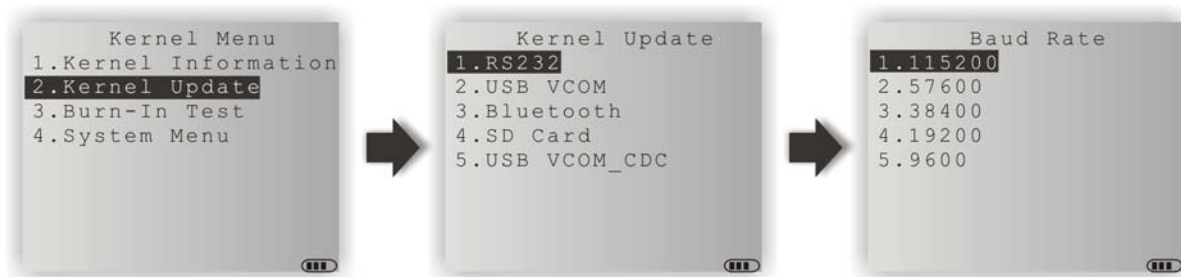 Kernel Menu
1.Kernel Information
2.Kernel Update
3.Burn-In Test
4.System Menu
Kernel Update
1.RS232
2.USB VCOM
3.Bluetooth
4.SD Card
5.USB VCOM_CDC
Baud Rate
1.115200
2.57600
3.38400
4.19200
5.9600